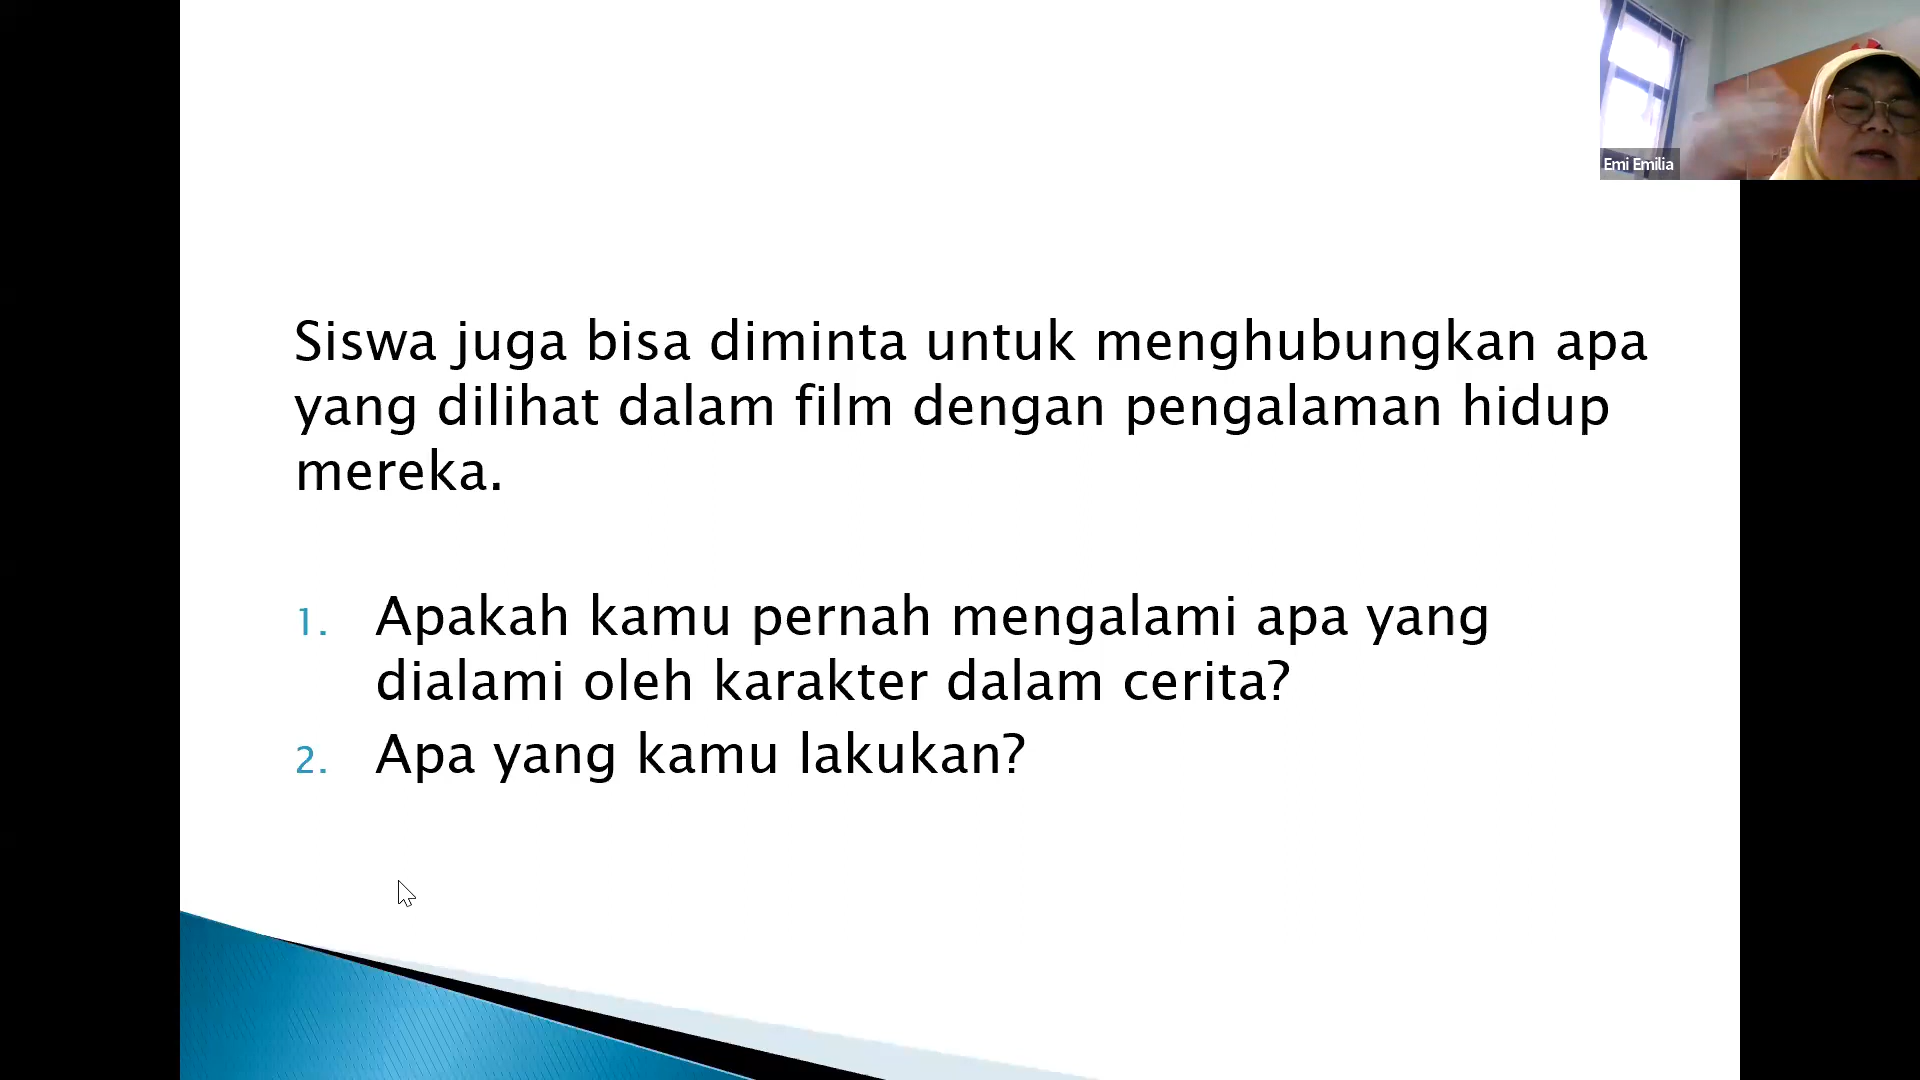 Emi Emilia
Siswa juga bisa diminta untuk menghubungkan apa
yang dilihat dalam film dengan pengalaman hidup
mereka.
1. Apakah kamu pernah mengalami apa yang
dialami oleh karakter dalam cerita?
2. Apa yang kamu lakukan?